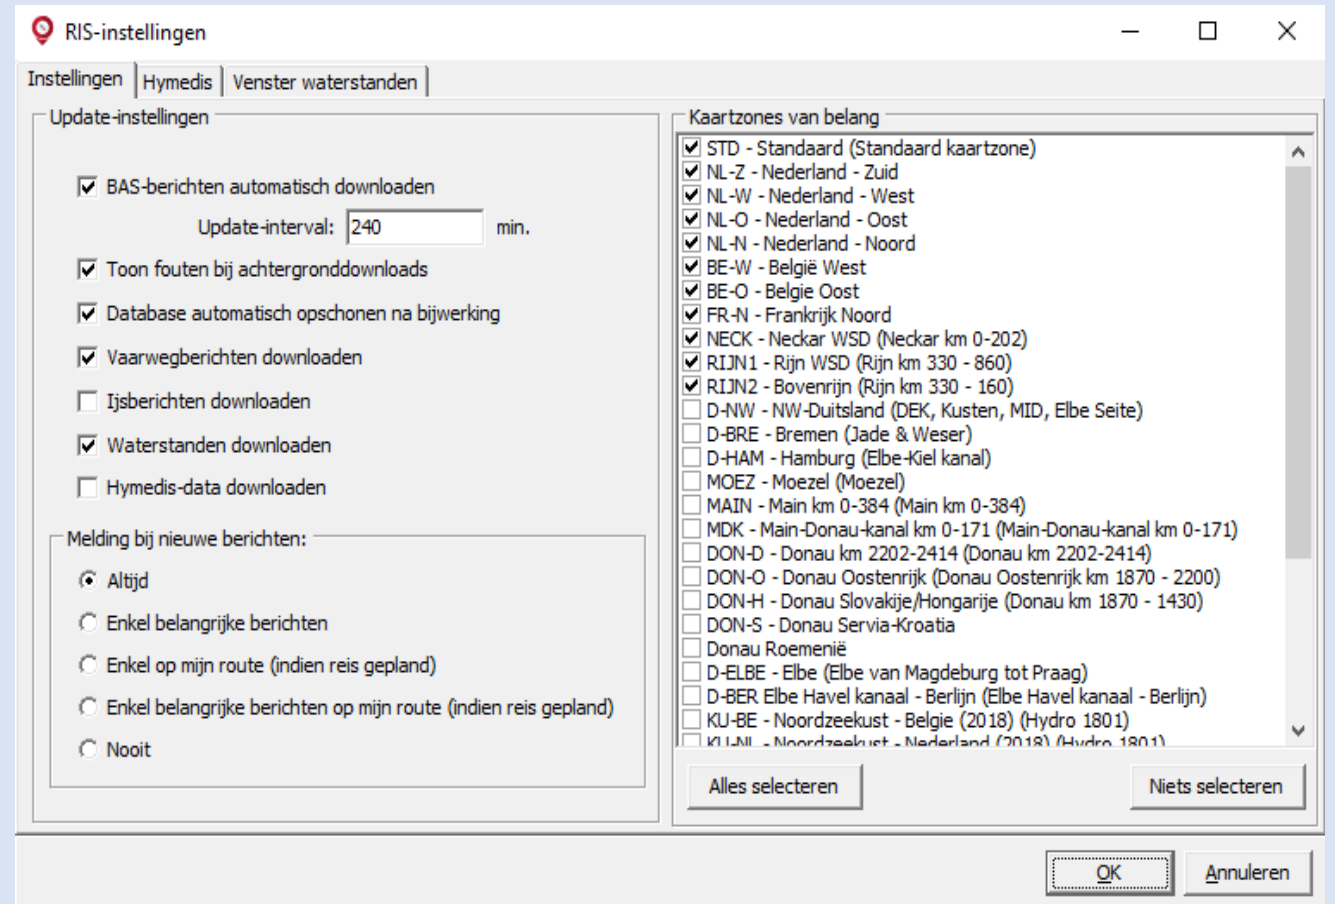 RIS-instellingen
Instellingen Hymedis Venster waterstanden
Update-instellingen
BAS-berichten automatisch downloaden
Update-interval: 240 min.
Toon fouten bij achtergronddownloads
Database automatisch opschonen na bijwerking
Vaarwegberichten downloaden
Ijsberichten downloaden
Waterstanden downloaden
Hymedis-data downloaden
Melding bij nieuwe berichten:
Altijd
Enkel belangrijke berichten
Enkel op mijn route (indien reis gepland)
Enkel belangrijke berichten op mijn route (indien reis gepland)
Nooit
Kaartzones van belang
STD - Standaard (Standaard kaartzone)
NL-Z - Nederland - Zuid
NL-W - Nederland - West
NL-O - Nederland - Oost
NL-N - Nederland - Noord
BE-W - België West
BE-O - Belgie Oost
FR-N - Frankrijk Noord
NECK - Neckar WSD (Neckar km 0-202)
RIJN1 - Rijn WSD (Rijn km 330 - 860)
RIJN2 - Bovenrijn (Rijn km 330 - 160)
D-NW - NW-Duitsland (DEK, Kusten, MID, Elbe Seite)
D-BRE - Bremen (Jade & Weser)
D-HAM - Hamburg (Elbe-Kiel kanal)
MOEZ - Moezel (Moezel)
MAIN - Main km 0-384 (Main km 0-384)
MDK - Main-Donau-kanal km 0-171 (Main-Donau-kanal km 0-171)
DON-D - Donau km 2202-2414 (Donau km 2202-2414)
DON-O - Donau Oostenrijk (Donau Oostenrijk km 1870 - 2200)
DON-H - Donau Slovakije/Hongarije (Donau km 1870 - 1430)
DON-S - Donau Servia-Kroatia
Donau Roemenië
D-ELBE - Elbe (Elbe van Magdeburg tot Praag)
D-BER Elbe Havel kanaal - Berlijn (Elbe Havel kanaal - Berlijn)
KU-BE - Noordzeekust - Belgie (2018) (Hydro 1801)
KU-NL - Noordzeekust - Nederland (2018) (Hydro 1801)
Alles selecteren Niets selecteren
OK Annuleren